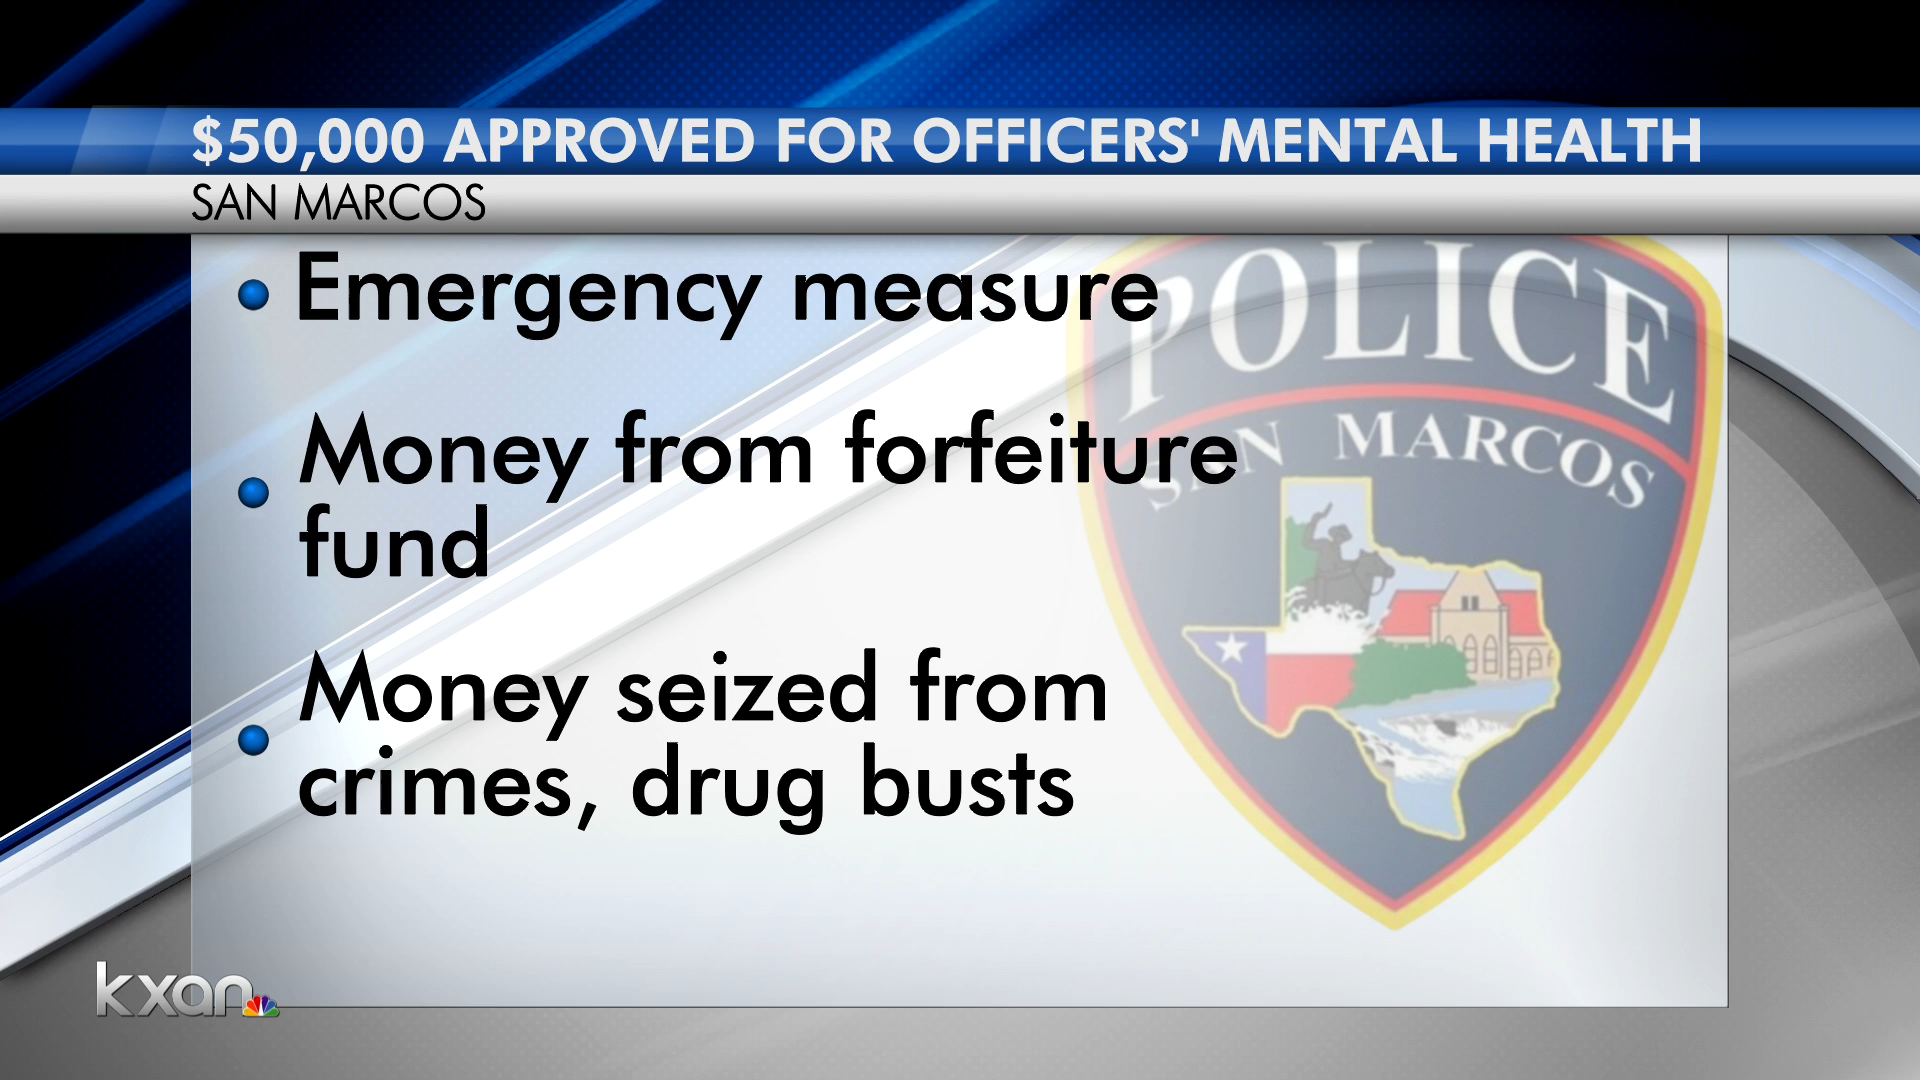 $50,000 APPROVED FOR OFFICERS' MENTAL HEALTH
SAN MARCOS
Emergency measure
Money from forfeiture
fund
Money seized from
crimes, drug busts
POLICE
SAN MARCOS
kxan